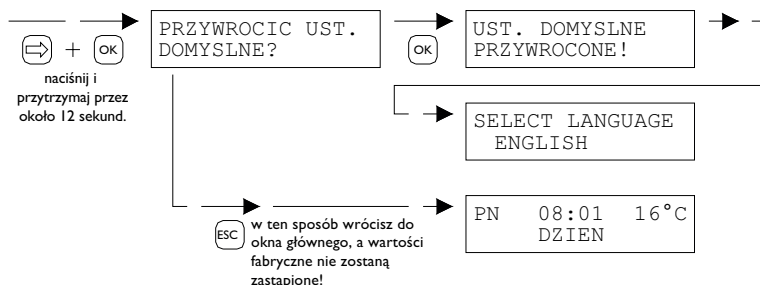 PRZYWROCIC UST.
DOMYSLNE?
UST. DOMYSLNE
PRZYWROCONE!
+ OK
OK
naciśnij i
przytrzymaj przez
około 12 sekund.
SELECT LANGUAGE
ENGLISH
PN 08:01 16°C
DZIEN
ESC
w ten sposób wrócisz do
okna głównego, a wartości
fabryczne nie zostaną
zastąpione!